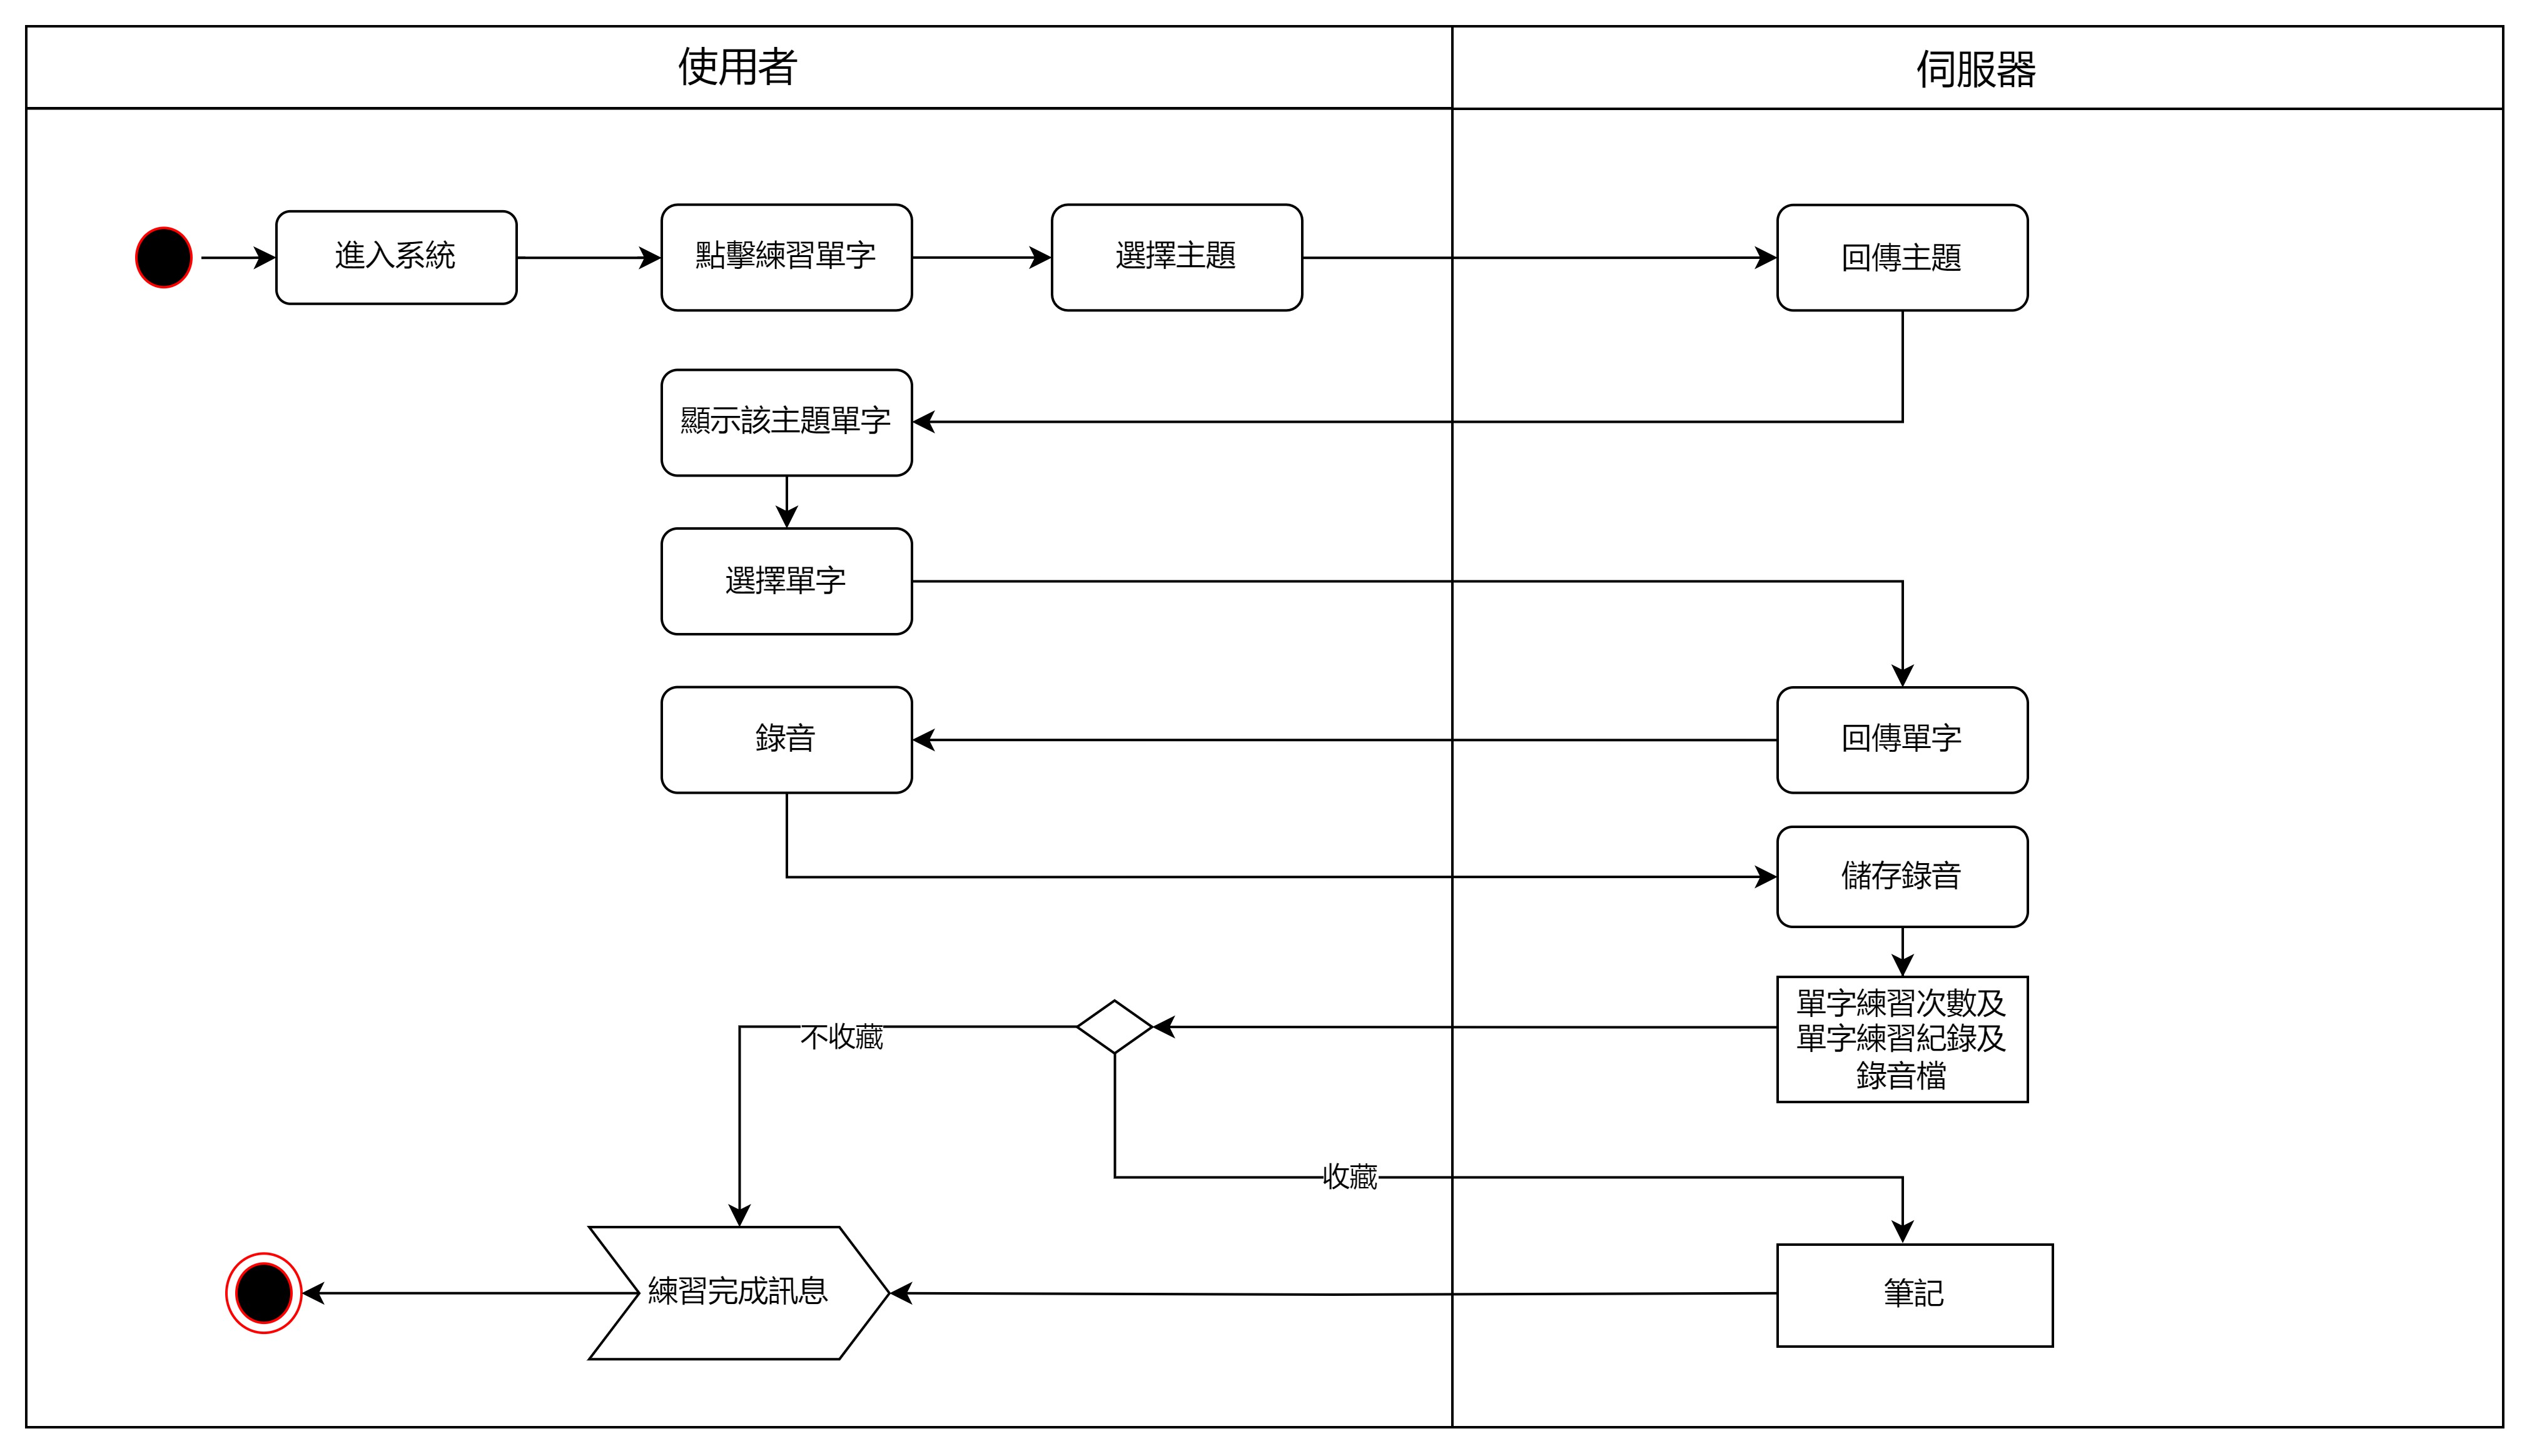 使用者
伺服器
進入系統
點擊練習單字
選擇主題
回傳主題
顯示該主題單字
選擇單字
錄音
回傳單字
儲存錄音
單字練習次數及
單字練習紀錄及
錄音檔
不收藏
收藏
練習完成訊息
筆記